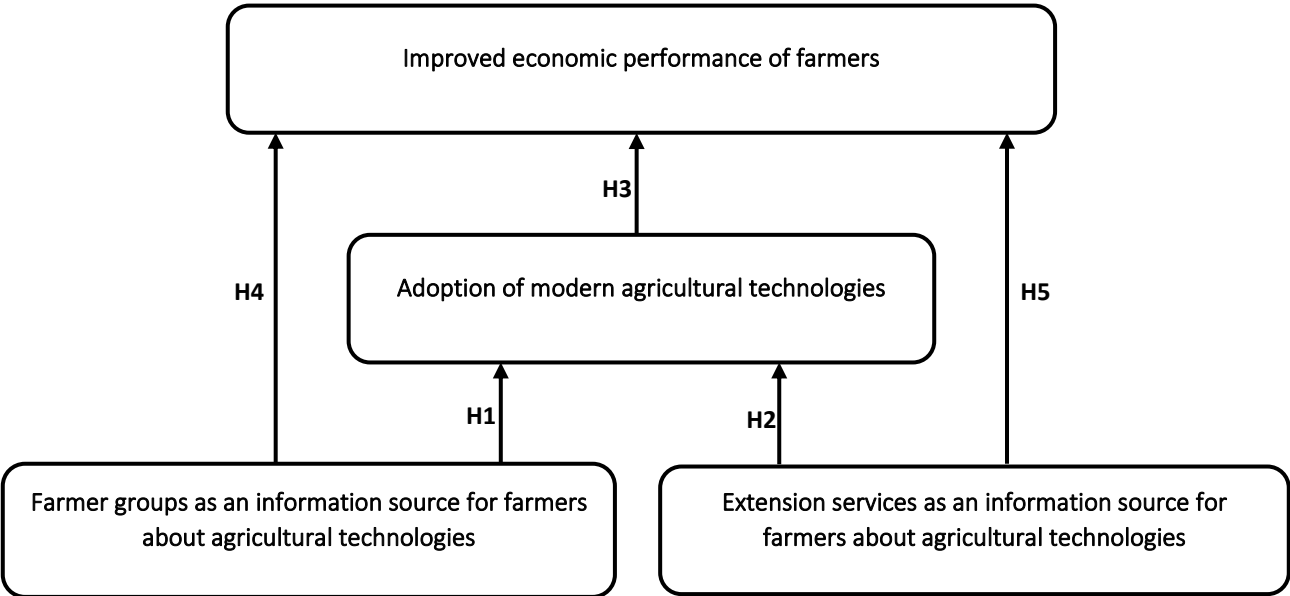 Improved economic performance of farmers
H3
Adoption of modern agricultural technologies
H4
H5
H1
H2
Farmer groups as an information source for farmers
about agricultural technologies
Extension services as an information source for
farmers about agricultural technologies